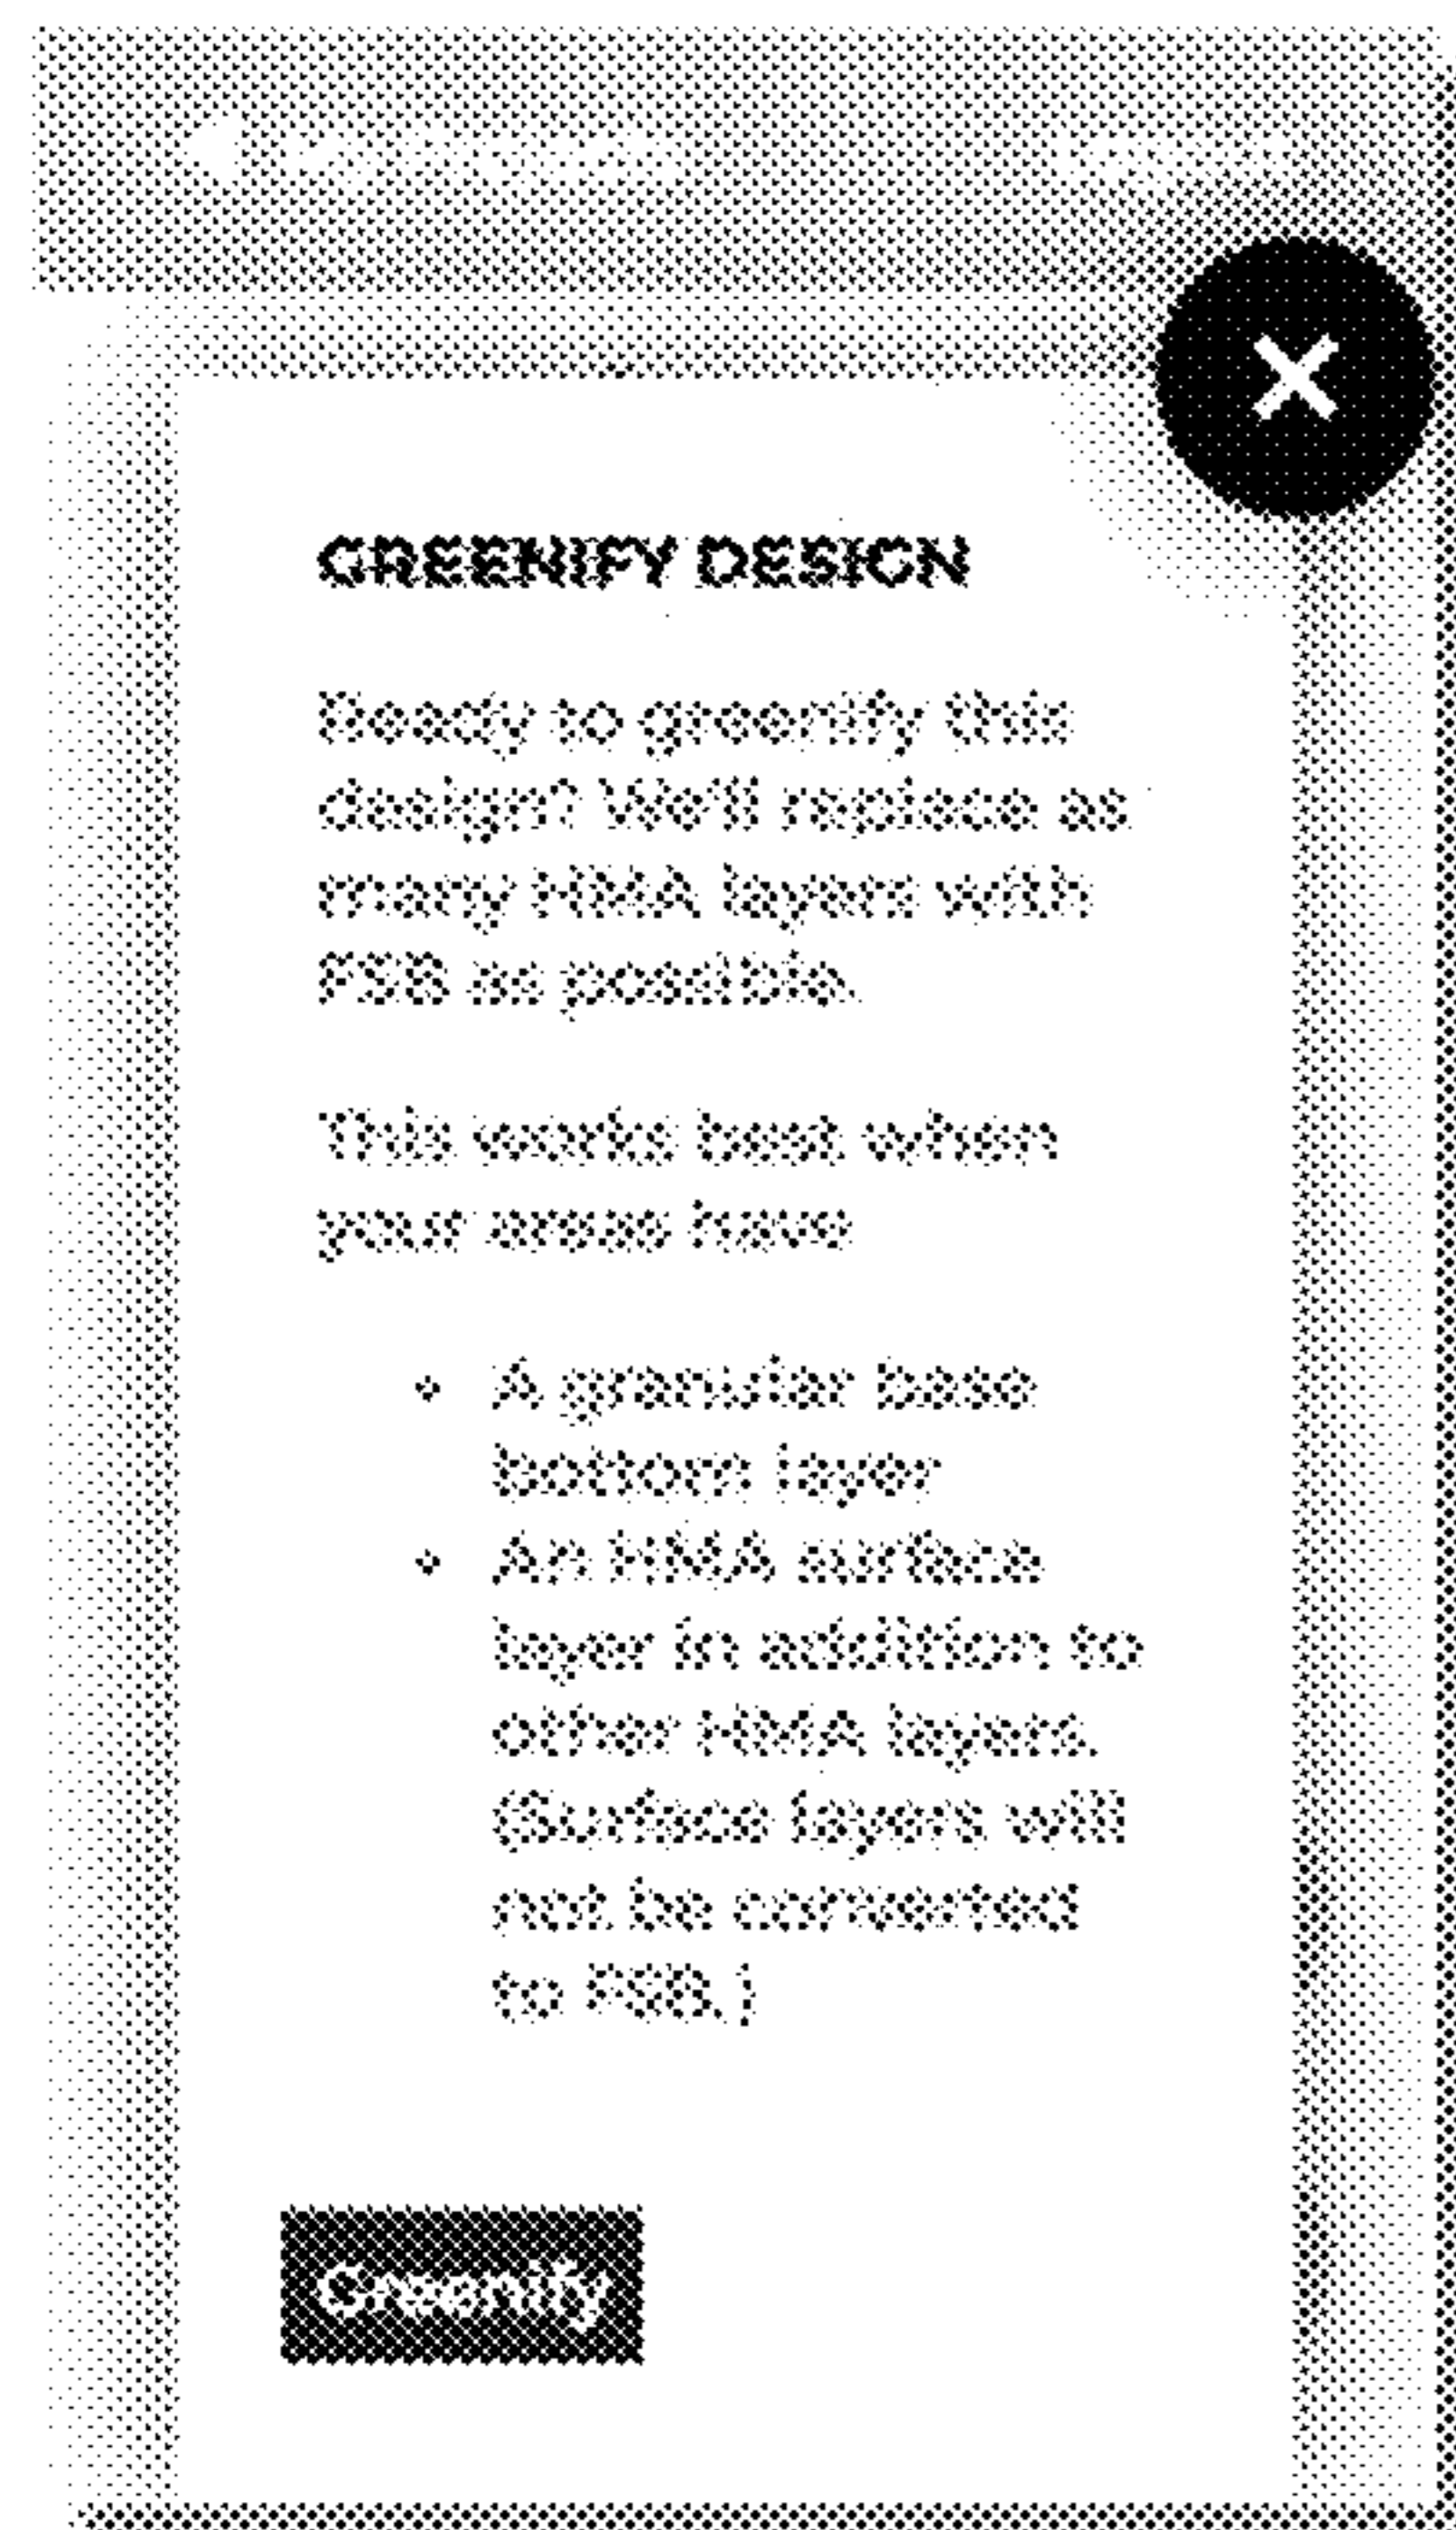 GREENIFY DESIGN
Ready to greenify this
design? We'll replace as
many HMA layers with
FSB as possible.
This works best when
your areas have
• A granular base
bottom layer
• An HMA surface
layer in addition to
other HMA layers.
(Surface layers will
not be converted
to FSB.)
Greenify